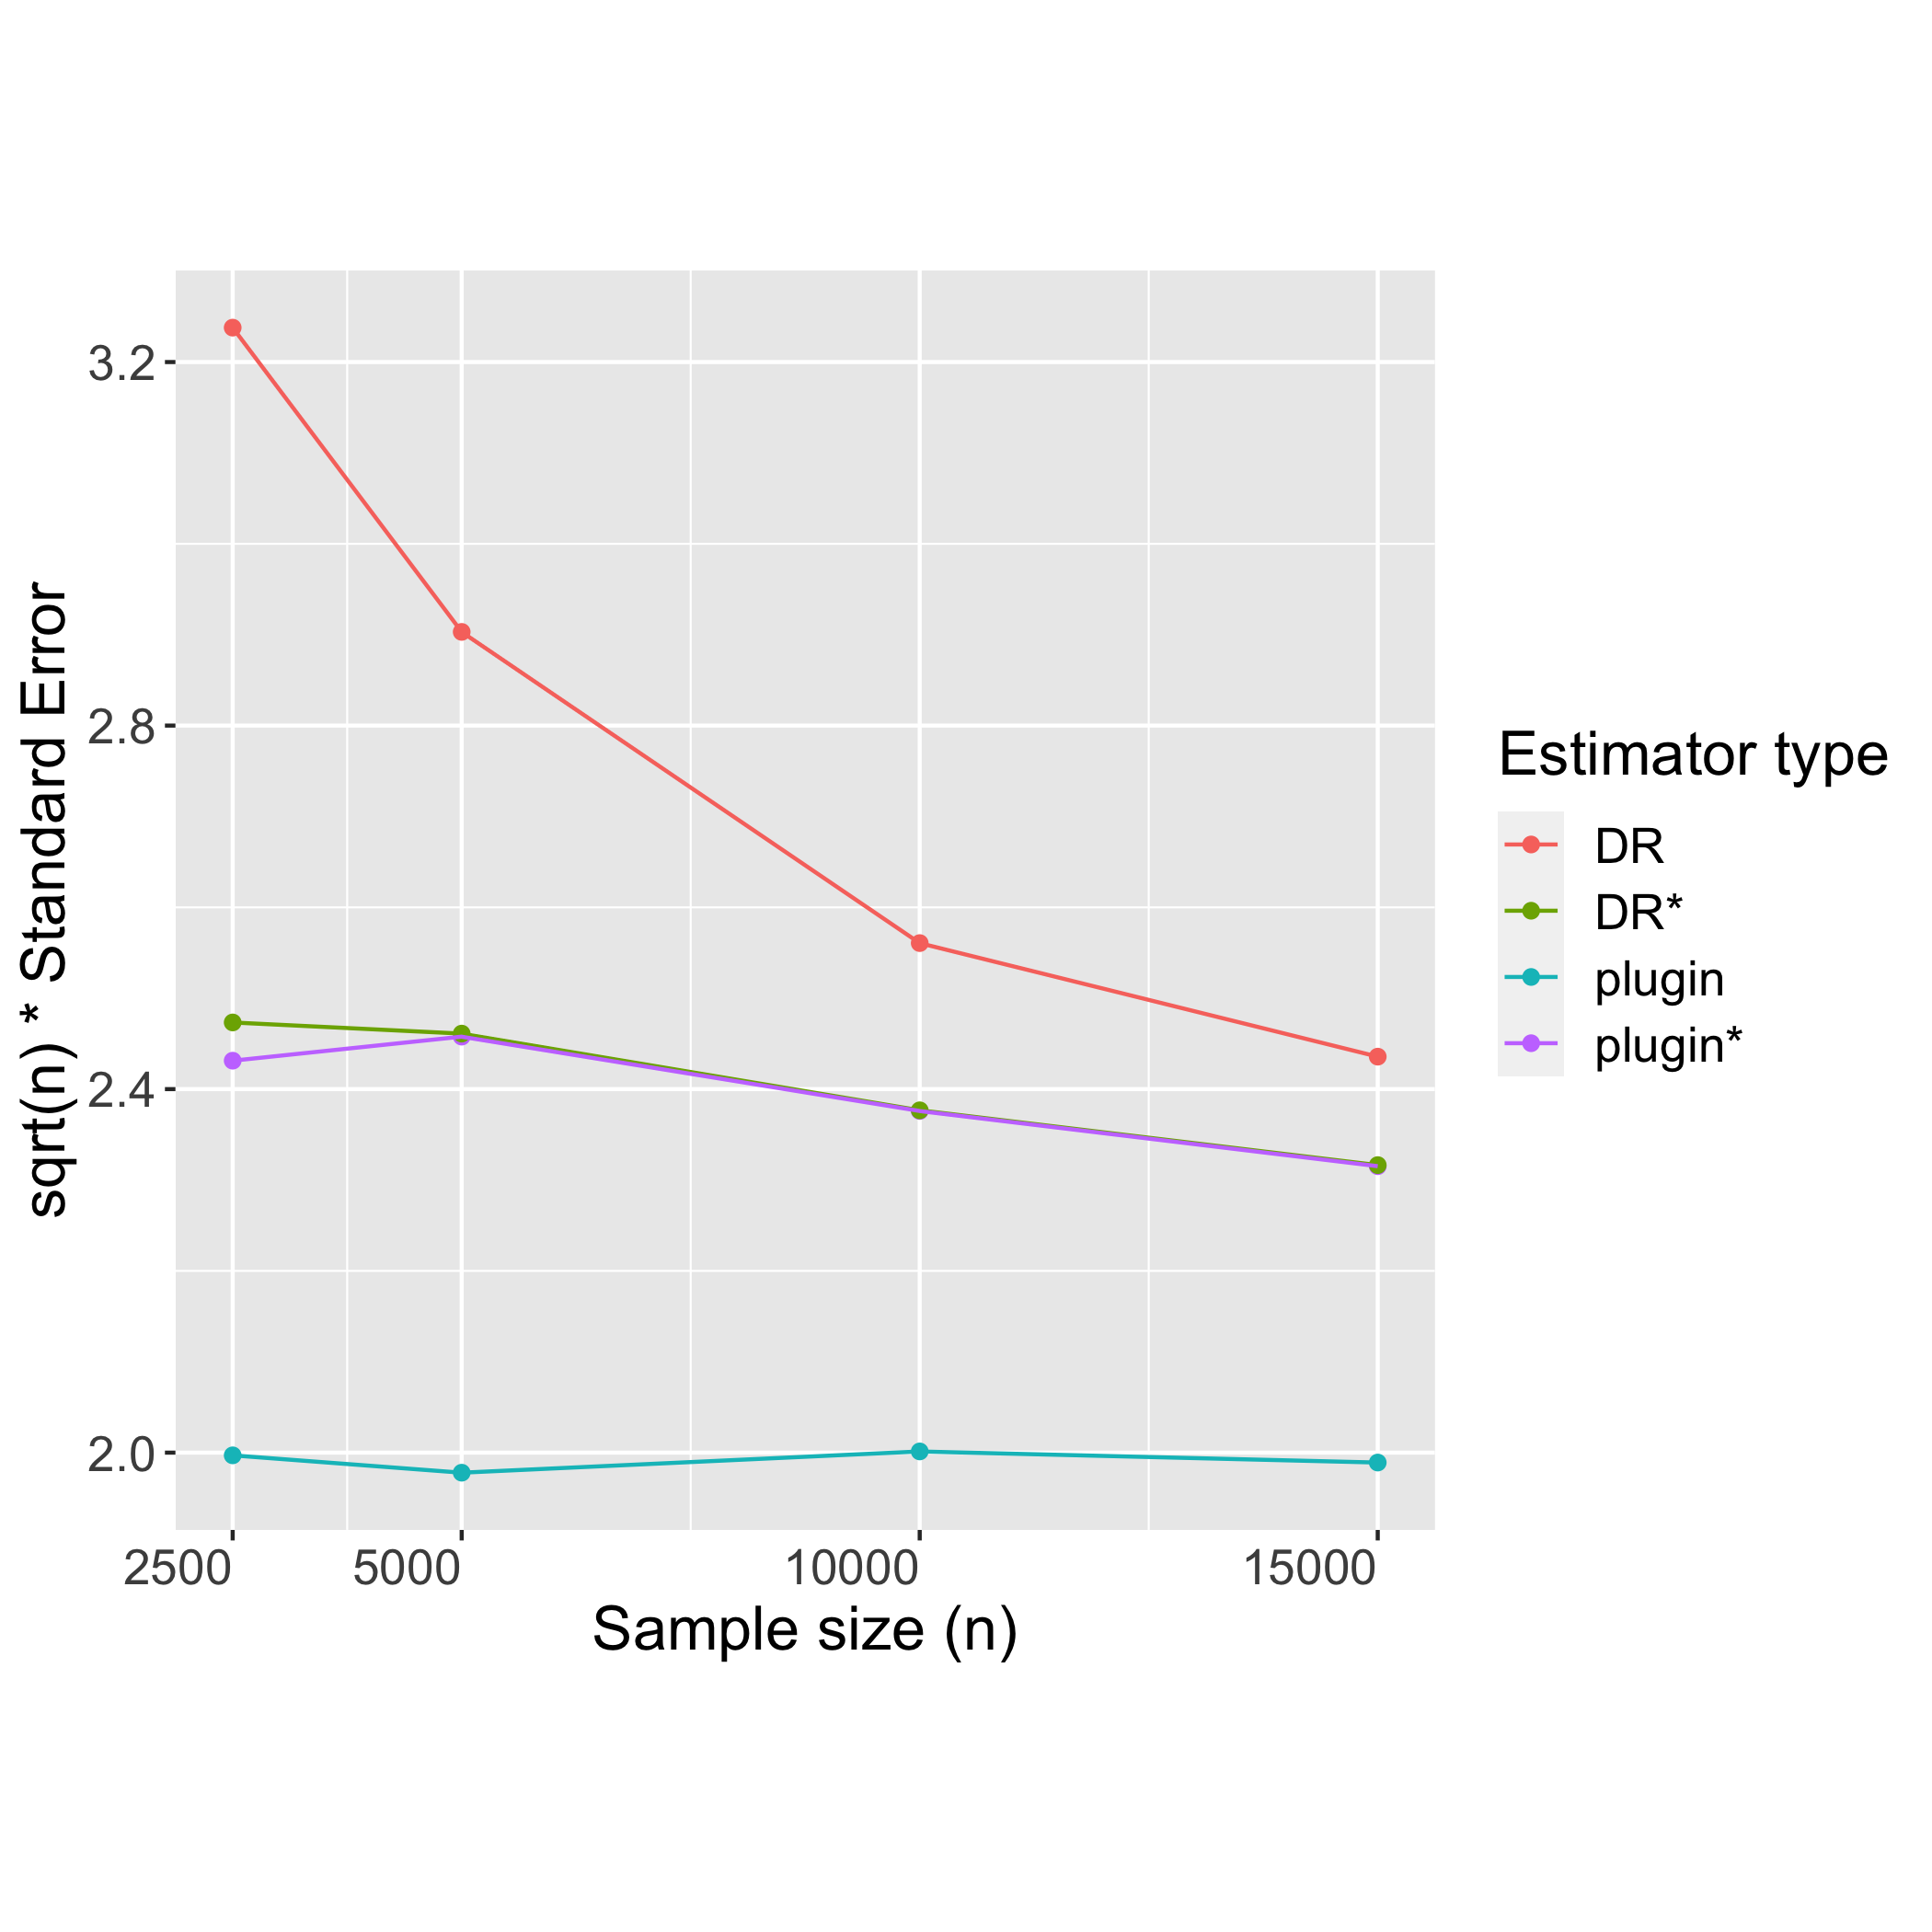 sqrt(n) * Standard Error
3.2
2.8
2.4
2.0
2500 5000 10000 15000
Sample size (n)
Estimator type
DR
DR*
plugin
plugin*